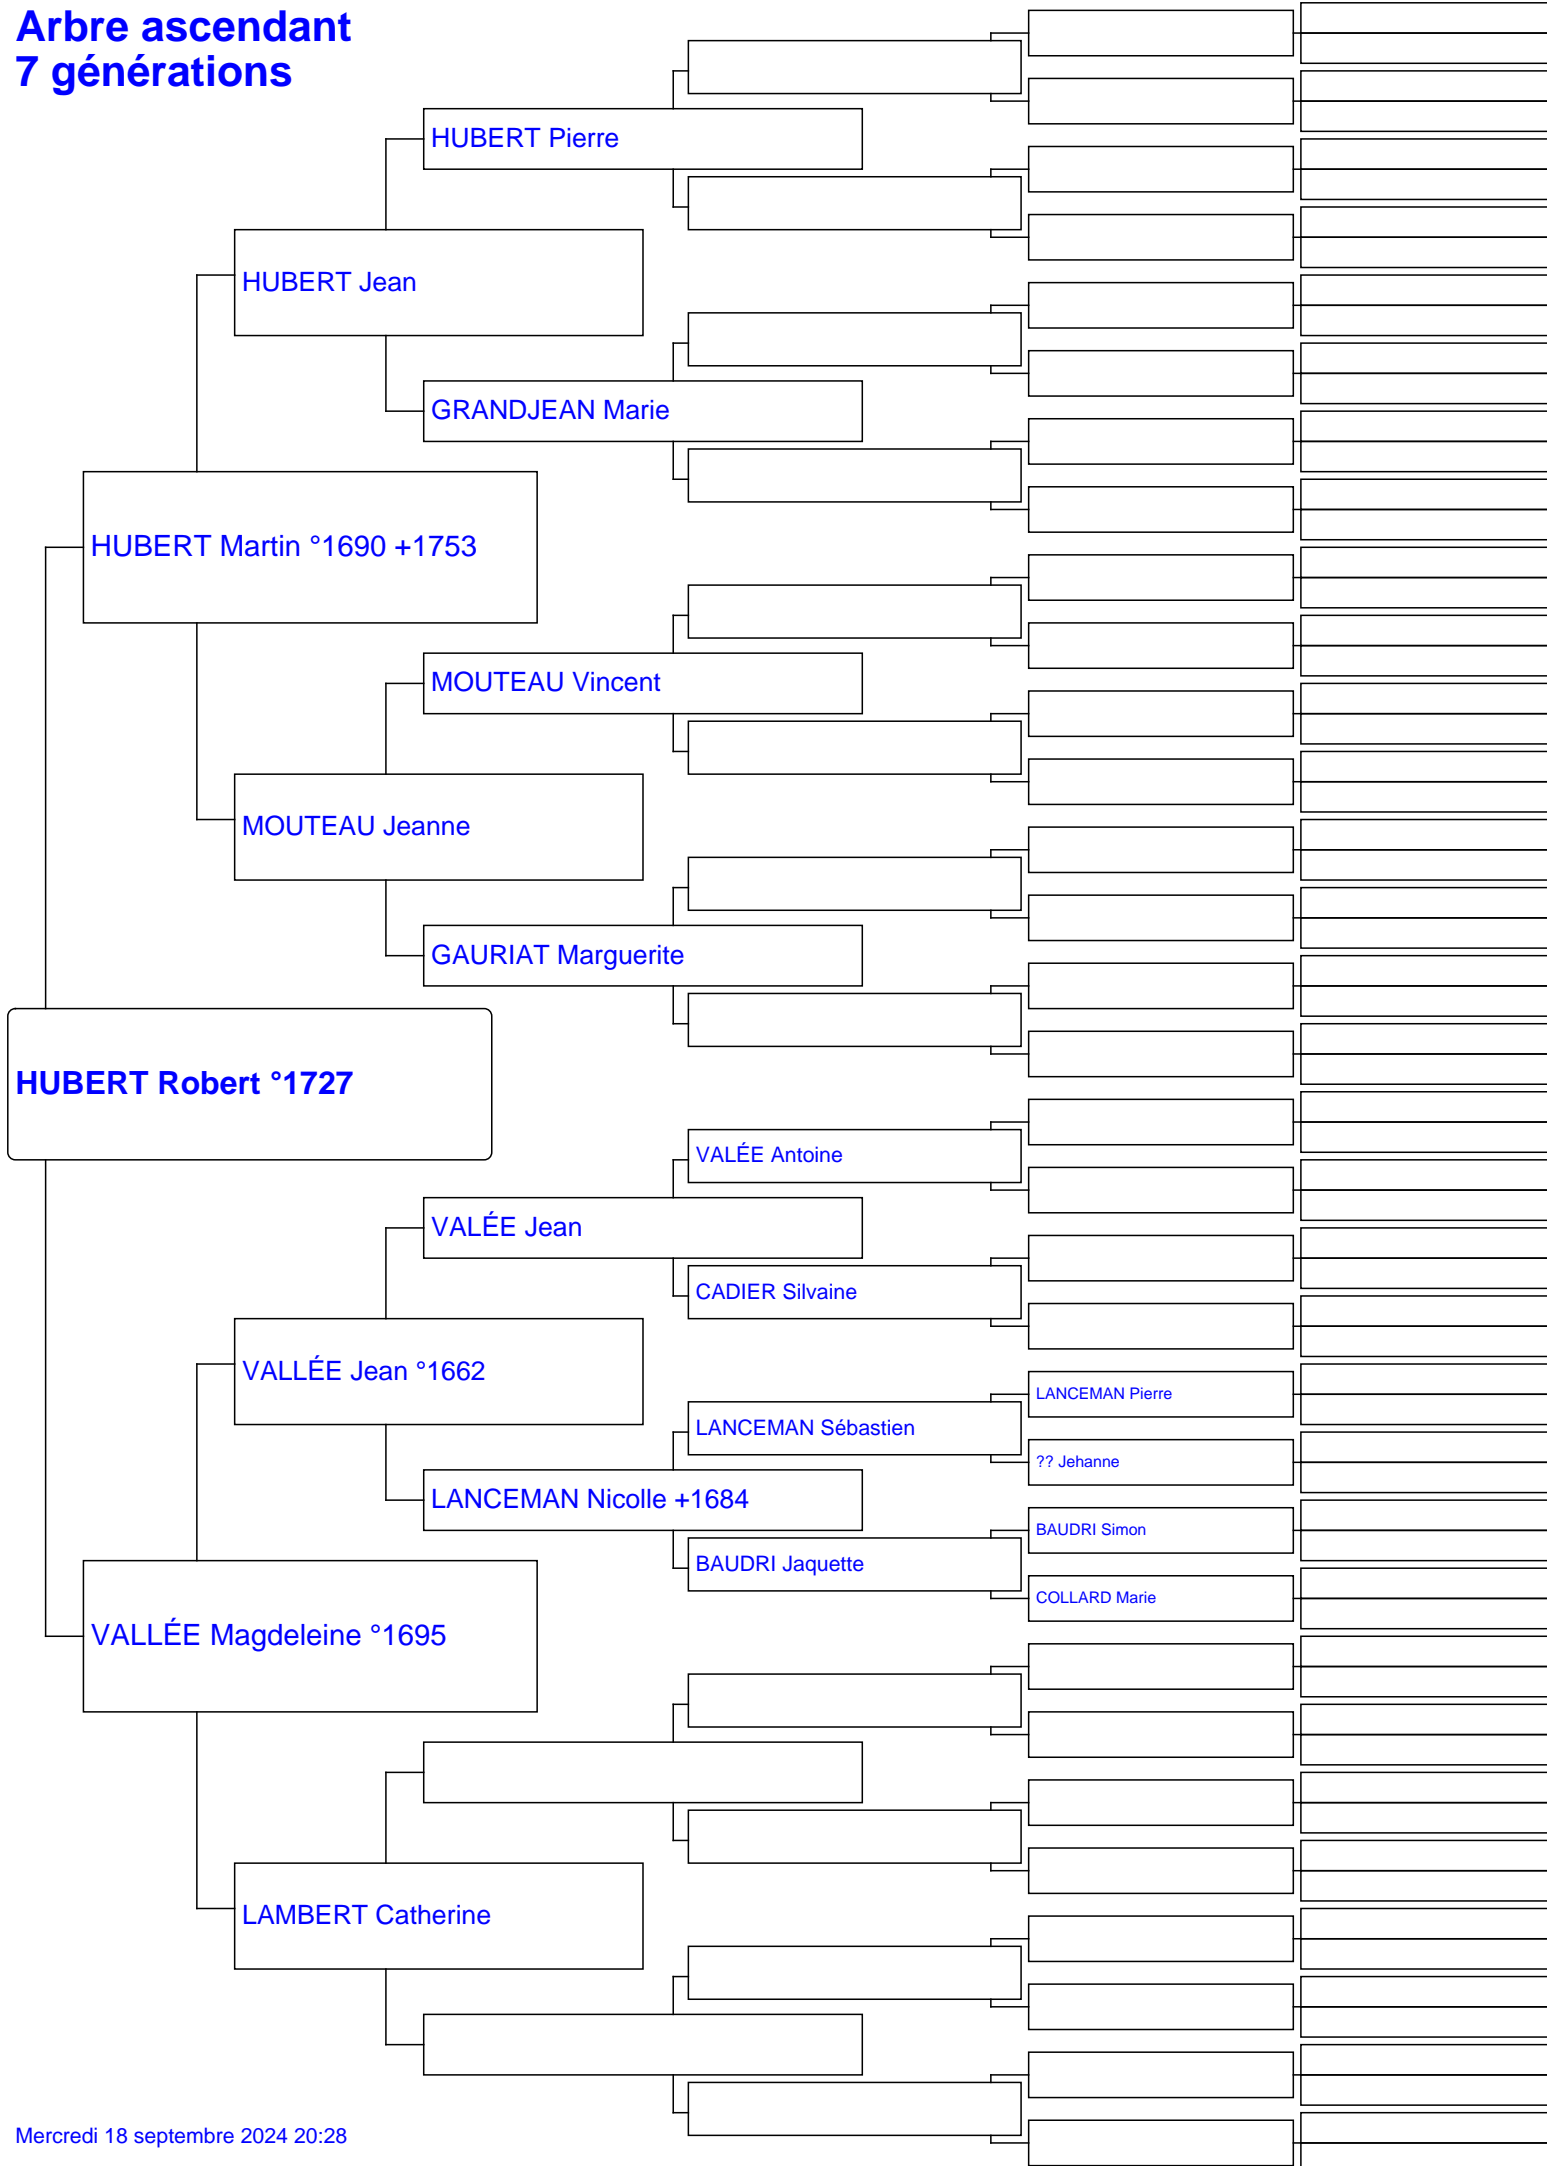 Arbre ascendant
7 générations
HUBERT Pierre
HUBERT Jean
GRANDJEAN Marie
HUBERT Martin °1690 +1753
MOUTEAU Vincent
MOUTEAU Jeanne
GAURIAT Marguerite
HUBERT Robert °1727
VALÉE Antoine
VALÉE Jean
CADIER Silvaine
VALLÉE Jean °1662
LANCEMAN Pierre
LANCEMAN Sébastien
?? Jehanne
LANCEMAN Nicolle +1684
BAUDRI Simon
BAUDRI Jaquette
COLLARD Marie
VALLÉE Magdeleine °1695
LAMBERT Catherine
Mercredi 18 septembre 2024 20:28